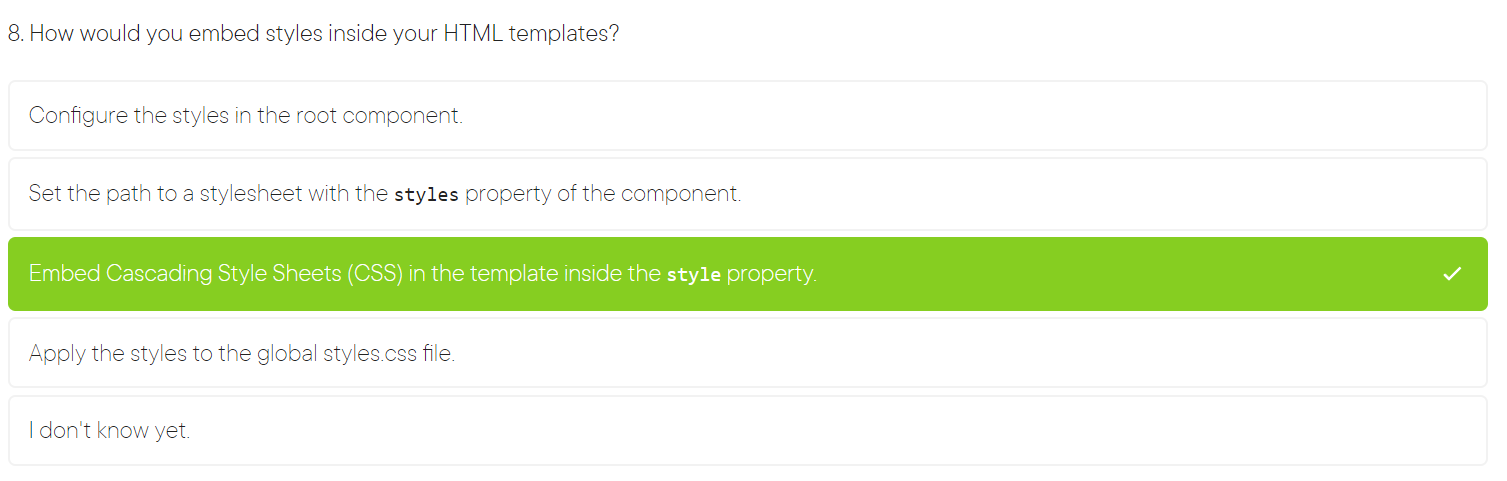 8. How would you embed styles inside your HTML templates?
Configure the styles in the root component.
Set the path to a stylesheet with the styles property of the component.
Embed Cascading Style Sheets (CSS) in the template inside the style property.
Apply the styles to the global styles.css file.
I don't know yet.